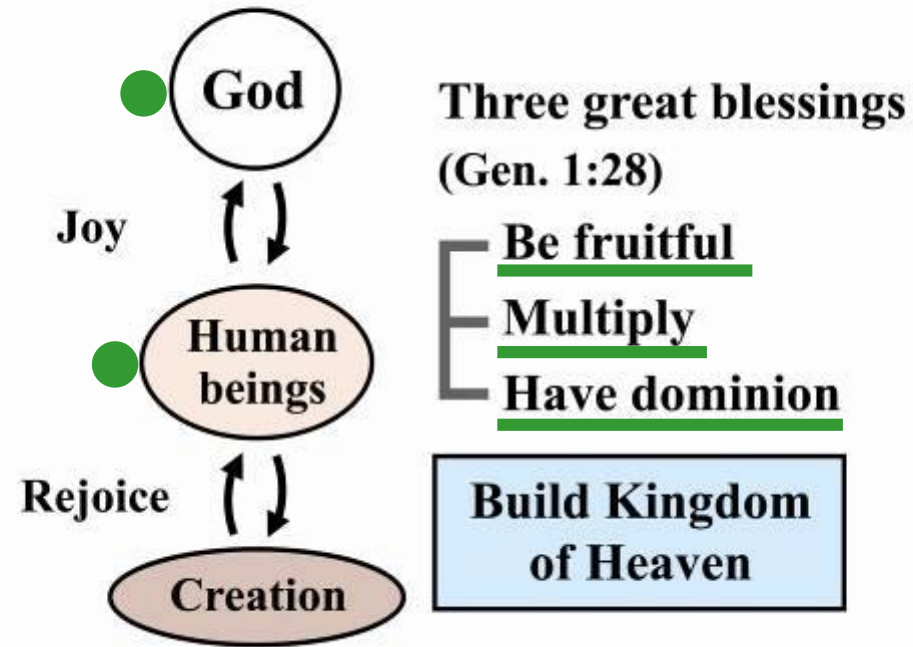 God
Joy
Human
beings
Rejoice
Creation
Three great blessings
(Gen. 1:28)
Be fruitful
Multiply
Have dominion
Build Kingdom
of Heaven